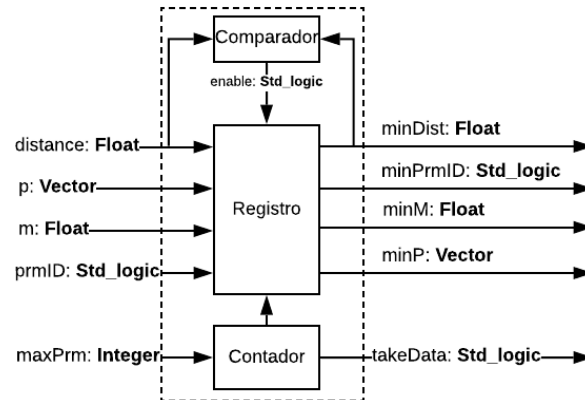 Comparador
enable: Std_logic
distance: Float
minDist: Float
p: Vector
minPrmID: Std_logic
Registro
m: Float
minM: Float
prmID: Std_logic
minP: Vector
maxPrm: Integer
Contador
takeData: Std_logic